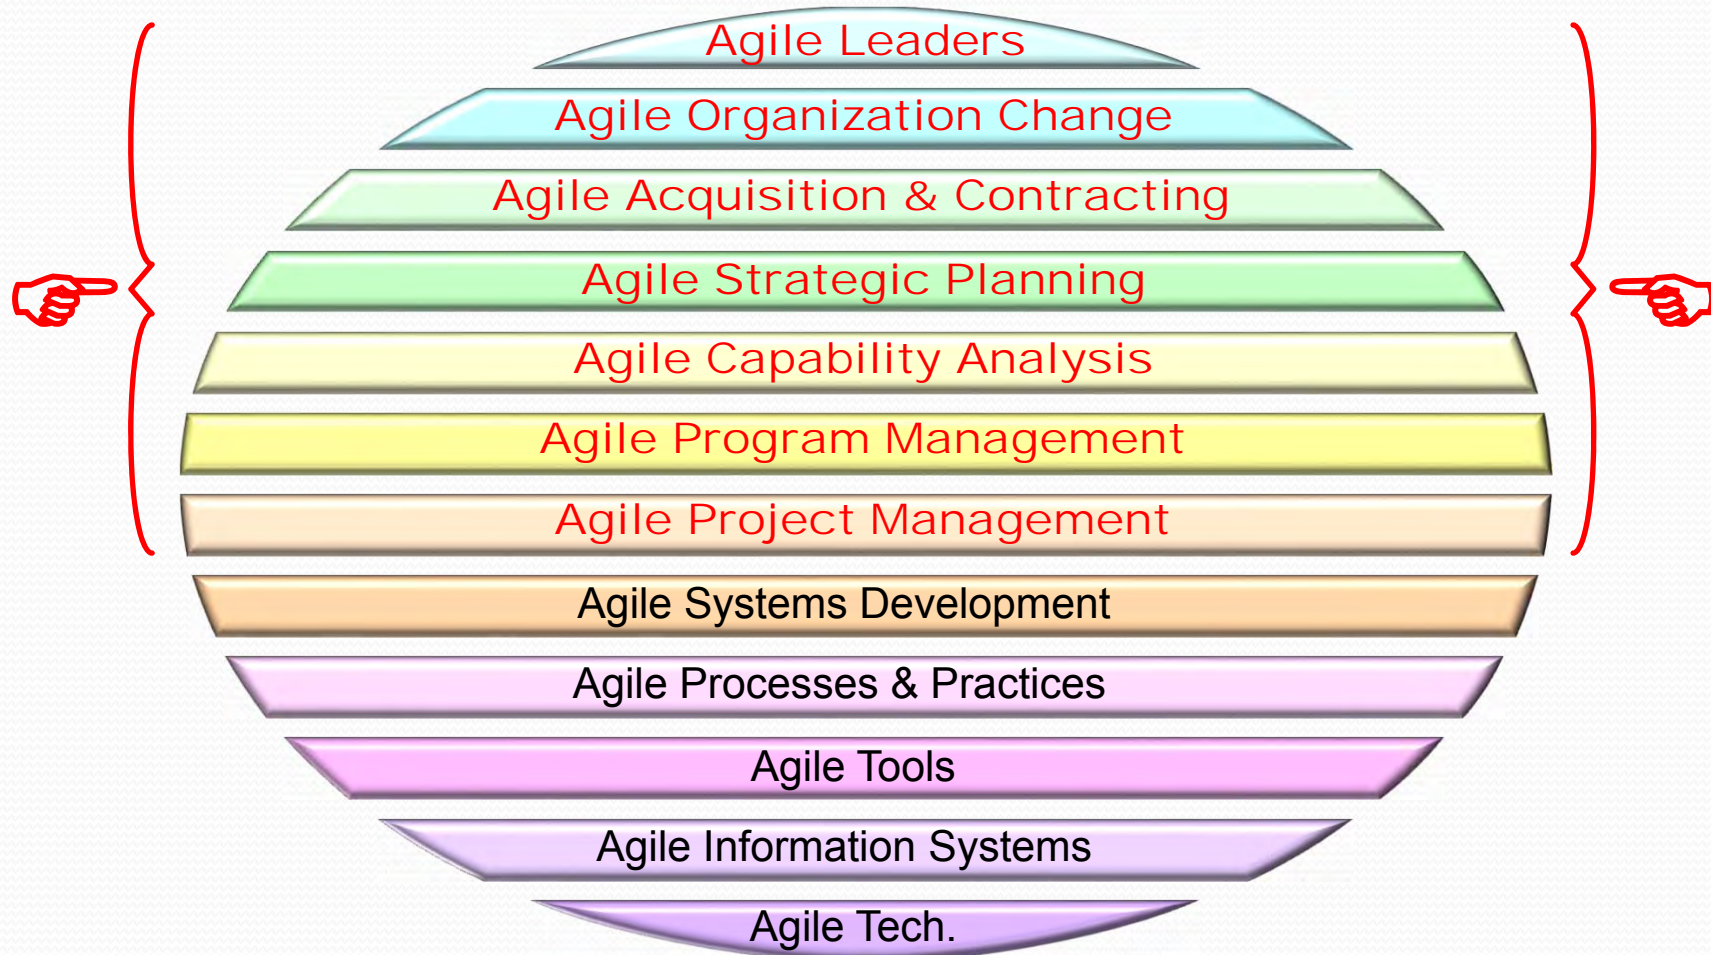 Agile Leaders
Agile Organization Change
Agile Acquisition & Contracting
Agile Strategic Planning
Agile Capability Analysis
Agile Program Management
Agile Project Management
Agile Systems Development
Agile Processes & Practices
Agile Tools
Agile Information Systems
Agile Tech.